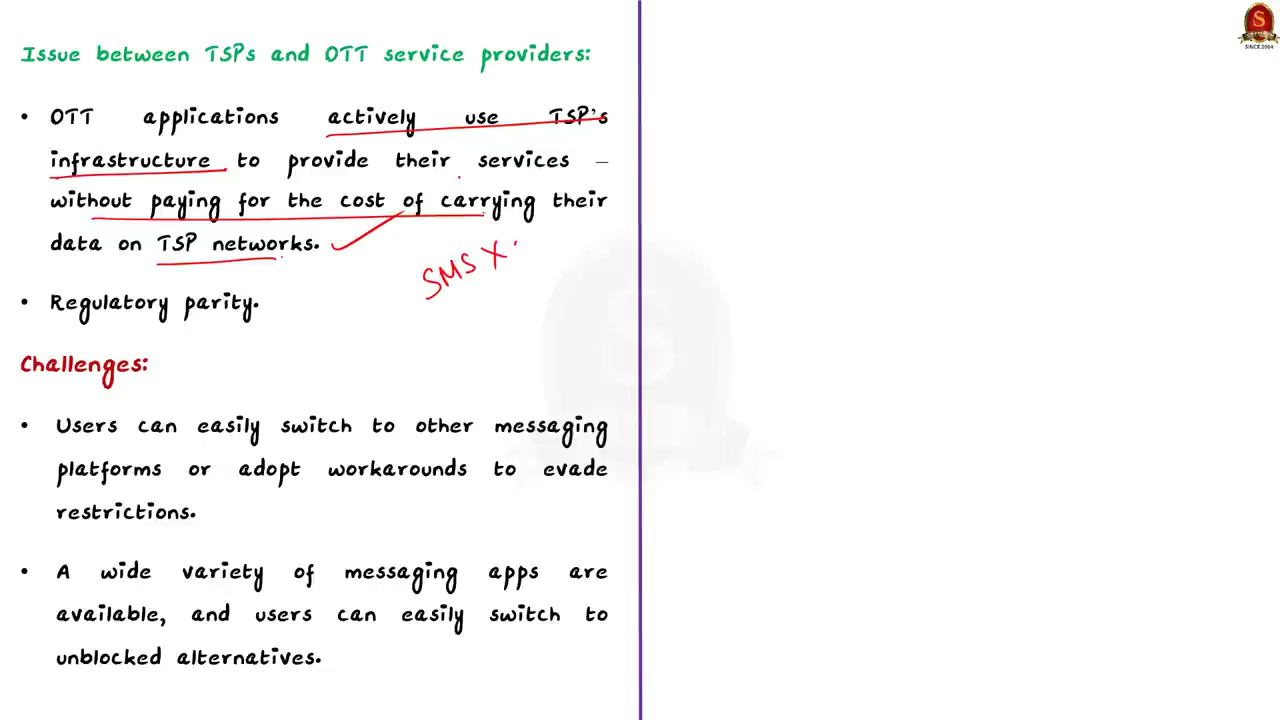 S
SINCE 2004
Issue between TSPs and OTT service providers:
• OTT applications actively use TSP's
infrastructure to provide their services –
without paying for the cost of carrying their
data on TSP networks.
SMS X
• Regulatory parity.
Challenges:
• Users can easily switch to other messaging
platforms or adopt workarounds to evade
restrictions.
• A wide variety of messaging apps are
available, and users can easily switch to
unblocked alternatives.